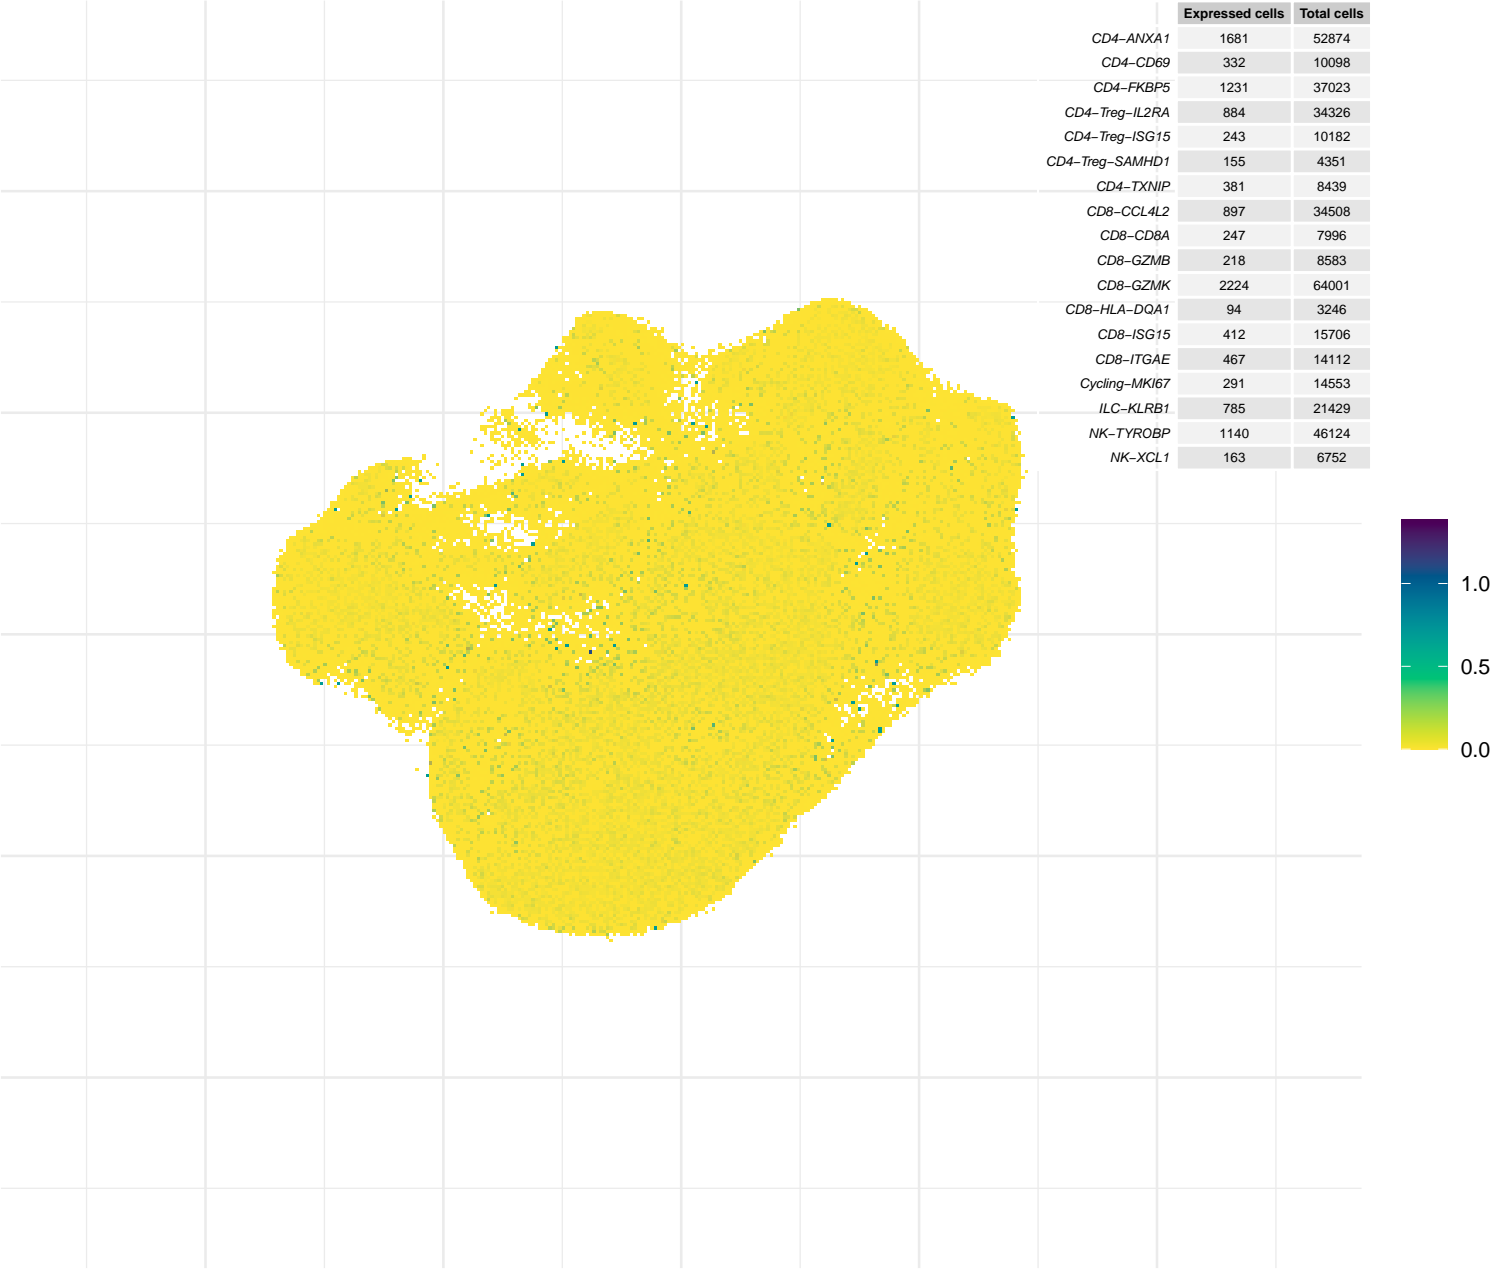 Expressed cells Total cells
CD4−ANXA1 1681 52874
CD4−CD69 332 10098
CD4−FKBP5 1231 37023
CD4−Treg−IL2RA 884 34326
CD4−Treg−ISG15 243 10182
CD4−Treg−SAMHD1 155 4351
CD4−TXNIP 381 8439
CD8−CCL4L2 897 34508
CD8−CD8A 247 7996
CD8−GZMB 218 8583
CD8−GZMK 2224 64001
CD8−HLA−DQA1 94 3246
CD8−ISG15 412 15706
CD8−ITGAE 467 14112
Cycling−MKI67 291 14553
ILC−KLRB1 785 21429
NK−TYROBP 1140 46124
NK−XCL1 163 6752
1.0
0.5
0.0